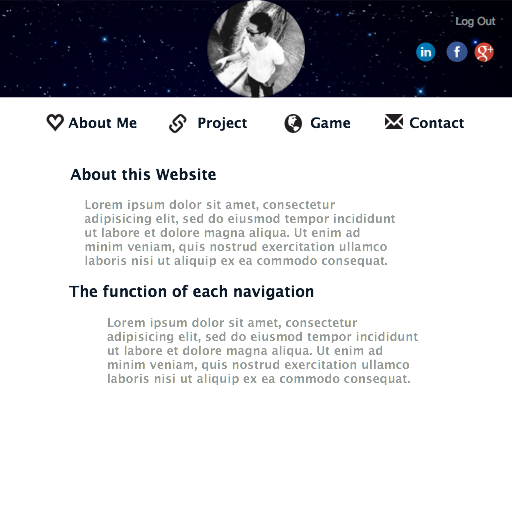 Log Out
in f g+
About Me Project Game Contact
About this Website
Lorem ipsum dolor sit amet, consectetur
adipisicing elit, sed do eiusmod tempor incididunt
ut labore et dolore magna aliqua. Ut enim ad
minim veniam, quis nostrud exercitation ullamco
laboris nisi ut aliquip ex ea commodo consequat.
The function of each navigation
Lorem ipsum dolor sit amet, consectetur
adipisicing elit, sed do eiusmod tempor incididunt
ut labore et dolore magna aliqua. Ut enim ad
minim veniam, quis nostrud exercitation ullamco
laboris nisi ut aliquip ex ea commodo consequat.